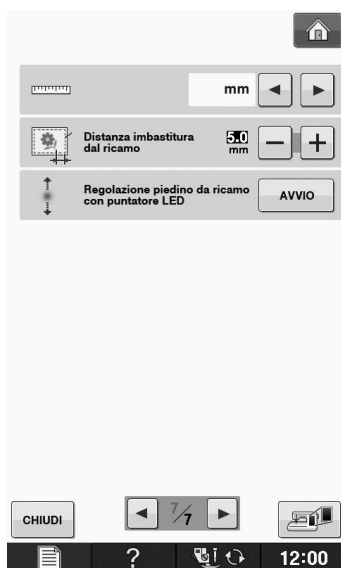 mm
Distanza imbastitura 5.0
dal ricamo mm
Regolazione piedino da ricamo
con puntatore LED
AVVIO
CHIUDI
7/7
? 12:00